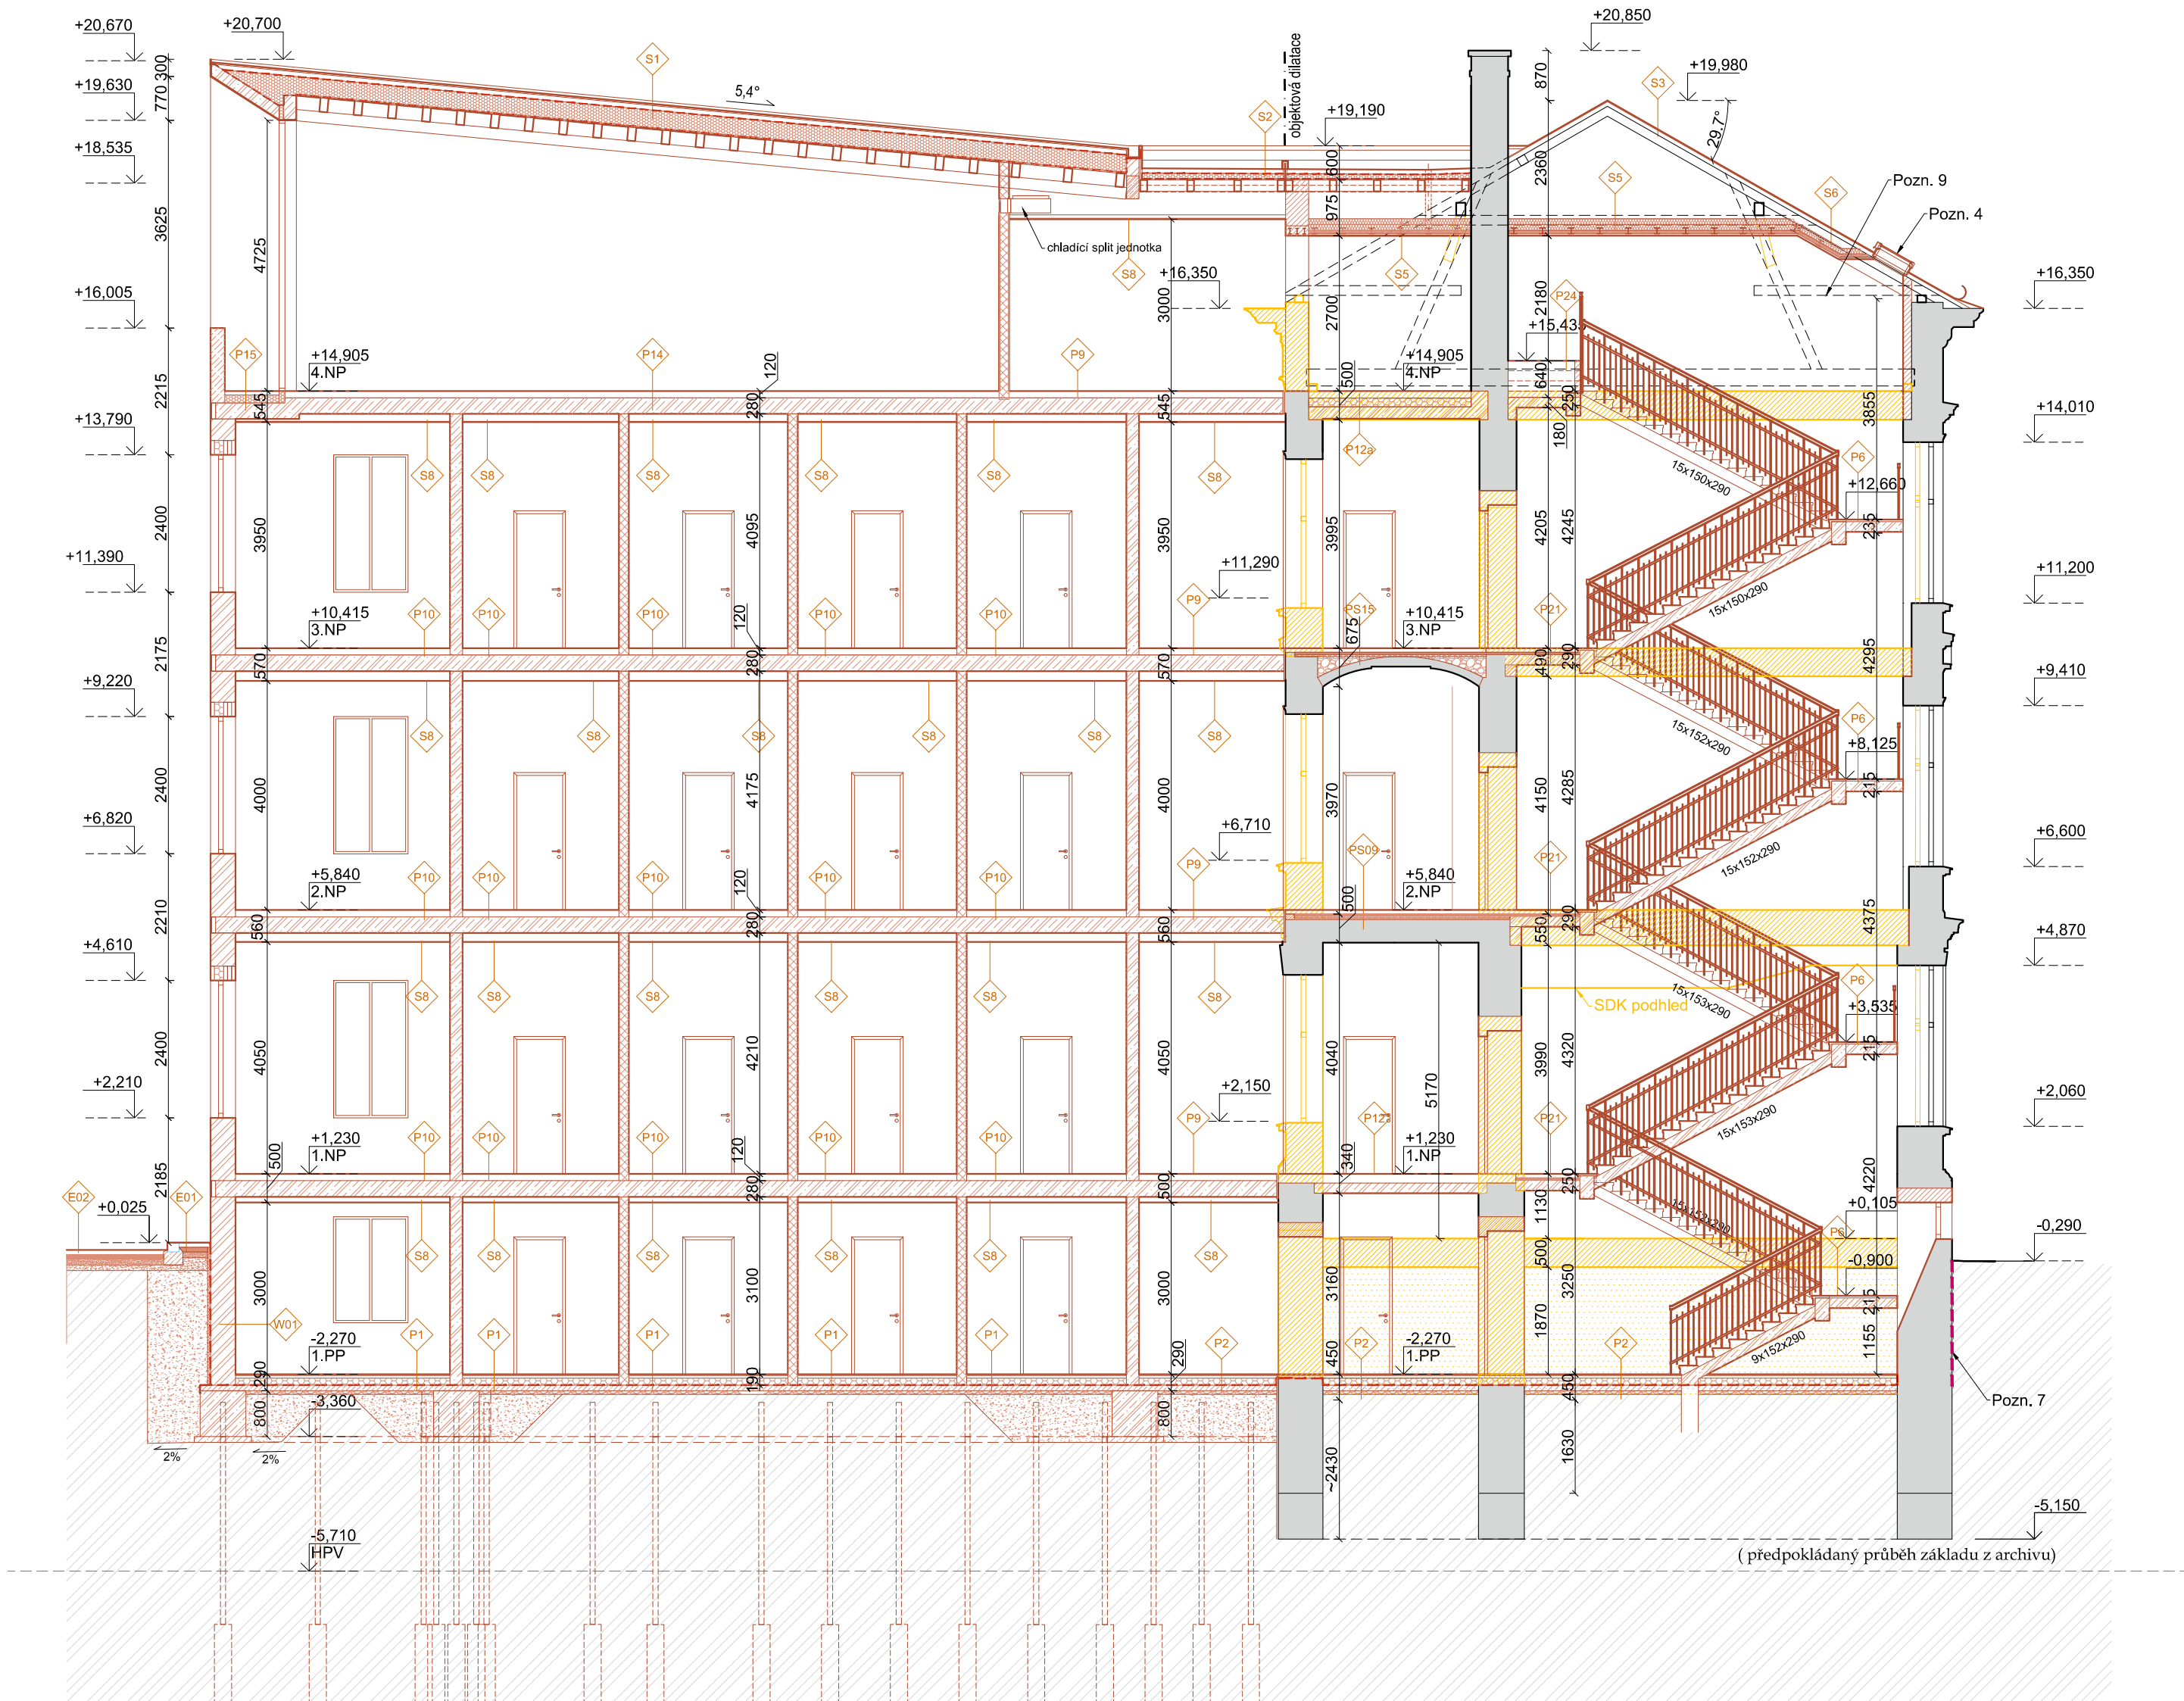 +20,670
+20,700
+20,850
objektová dilatace
S1
300
+19,630
770
5,4°
870
+19,980
S3
S2
+19,190
29,7°
+18,535
600
2360
S5
Pozn. 9
S6
975
Pozn. 4
3625
4725
chladící split jednotka
S8
+16,350
S5
+16,350
+16,005
3000
2700
2180
P24
+15,435
P15
+14,905
4.NP
P14
120
P9
+14,905
4.NP
500
640
250
2215
545
280
545
3855
+13,790
180
+14,010
S8
S8
S8
S8
S8
S8
P12a
15x150x290
P6
+12,660
2400
3950
4095
3950
3995
4205
4245
235
+11,390
+11,290
+11,200
P10
P10
P10
P10
P10
P9
PS15
P21
15x150x290
+10,415
3.NP
120
+10,415
3.NP
675
2175
570
280
570
490
290
4295
+9,220
+9,410
S8
S8
S8
S8
S8
S8
15x152x290
P6
+8,125
2400
4000
4175
4000
3970
4150
4285
215
+6,820
+6,710
+6,600
P10
P10
P10
P10
P10
P9
PS09
P21
15x152x290
+5,840
2.NP
120
+5,840
2.NP
500
2210
560
280
560
550
290
4375
+4,610
+4,870
S8
S8
S8
S8
S8
S8
SDK podhled
15x153x290
P6
+3,535
2400
4050
4210
4050
4040
3990
4320
215
+2,210
+2,150
5170
+2,060
P10
P10
P10
P10
P10
P9
P21
15x153x290
+1,230
1.NP
120
+1,230
1.NP
340
500
2185
280
500
250
4220
E02
E01
+0,025
1130
15x152x290
+0,105
S8
S8
S8
S8
S8
S8
P6
-0,290
500
-0,900
3000
3100
3000
3160
3250
215
W01
P1
P1
P1
P1
P1
P2
P2
P2
1870
-2,270
1.PP
-2,270
1.PP
9x152x290
1155
290
190
290
450
450
Pozn. 7
-3,360
800
800
2%
2%
~2430
1630
-5,150
-5,710
HPV
( předpokládaný průběh základu z archivu)